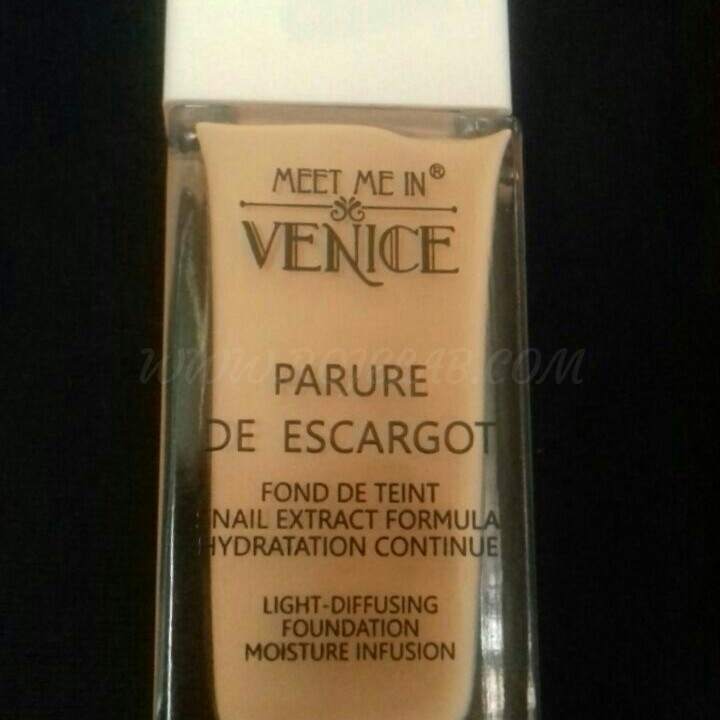 MEET ME IN®
VENICE
PARURE
DE ESCARGOT
FOND DE TEINT
SNAIL EXTRACT FORMULA
HYDRATATION CONTINUE
LIGHT-DIFFUSING
FOUNDATION
MOISTURE INFUSION